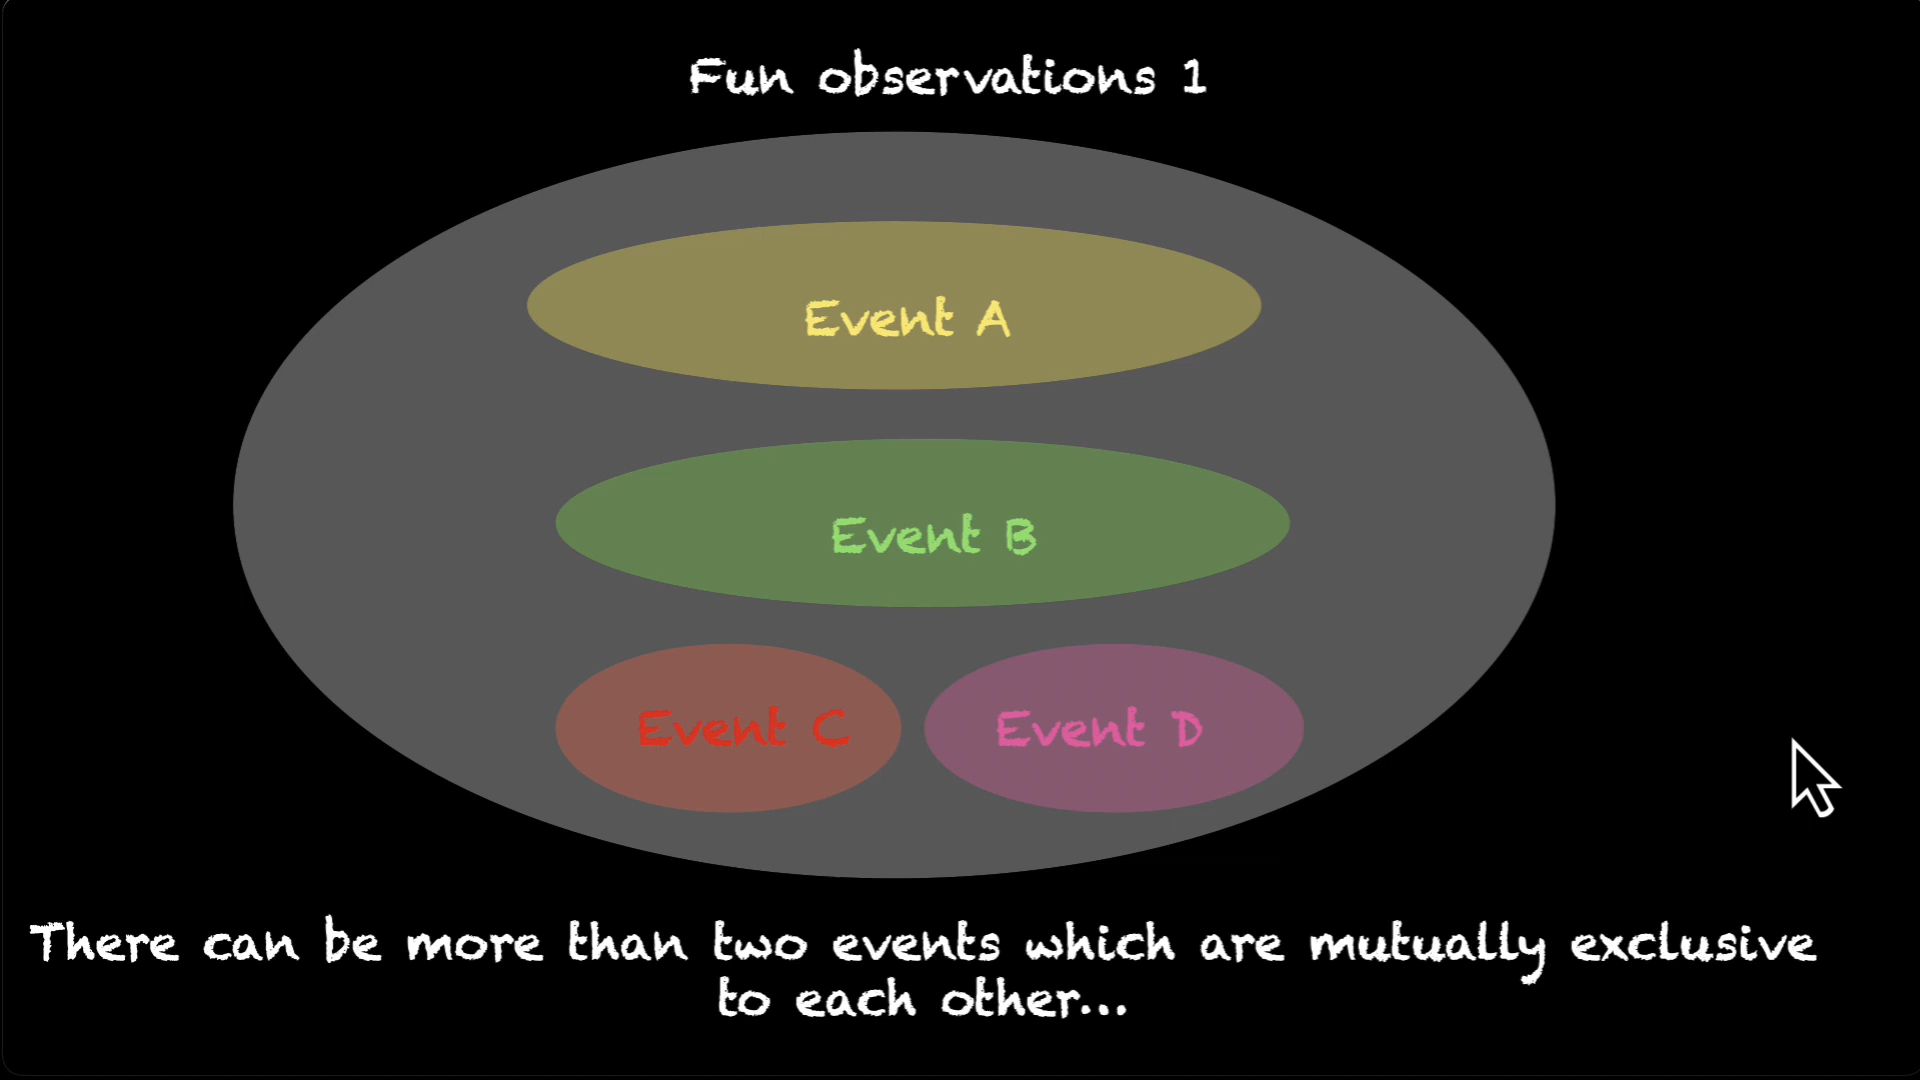 Fun observations 1
Event A
Event B
Event C
Event D
There can be more than two events which are mutually exclusive
to each other...